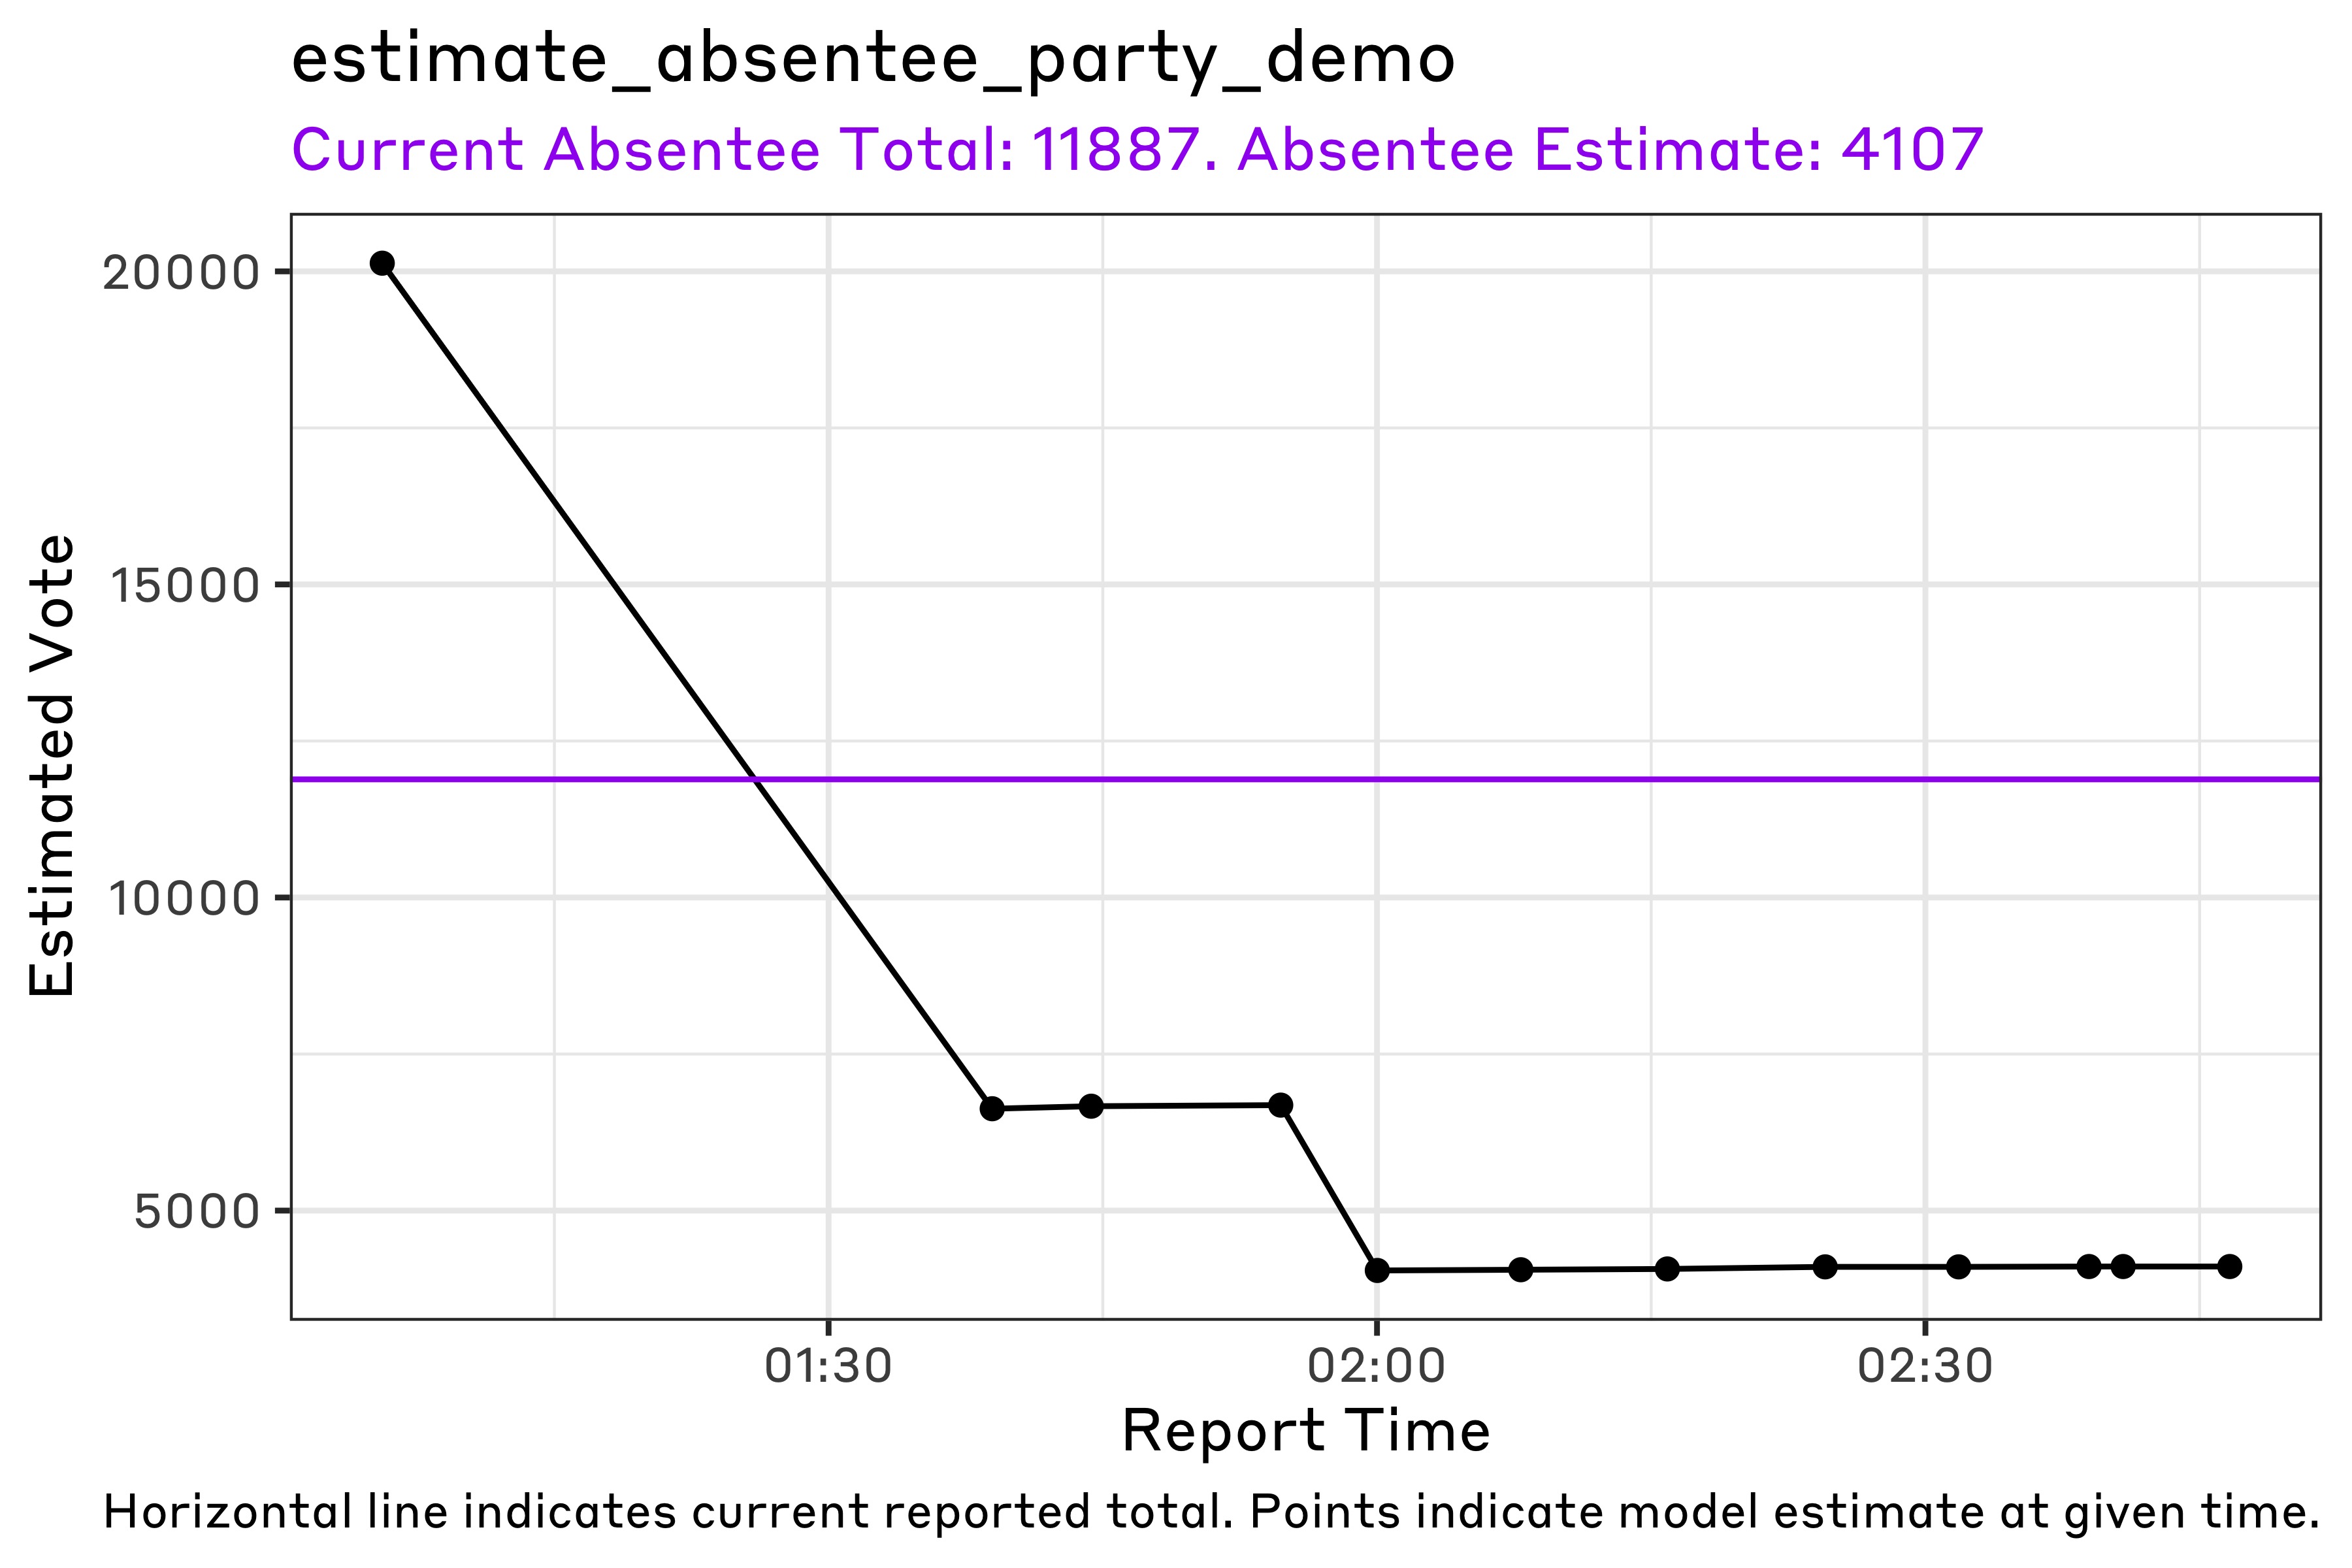 estimate_absentee_party_demo
Current Absentee Total: 11887. Absentee Estimate: 4107
Estimated Vote
20000
15000
10000
5000
01:30 02:00 02:30
Report Time
Horizontal line indicates current reported total. Points indicate model estimate at given time.